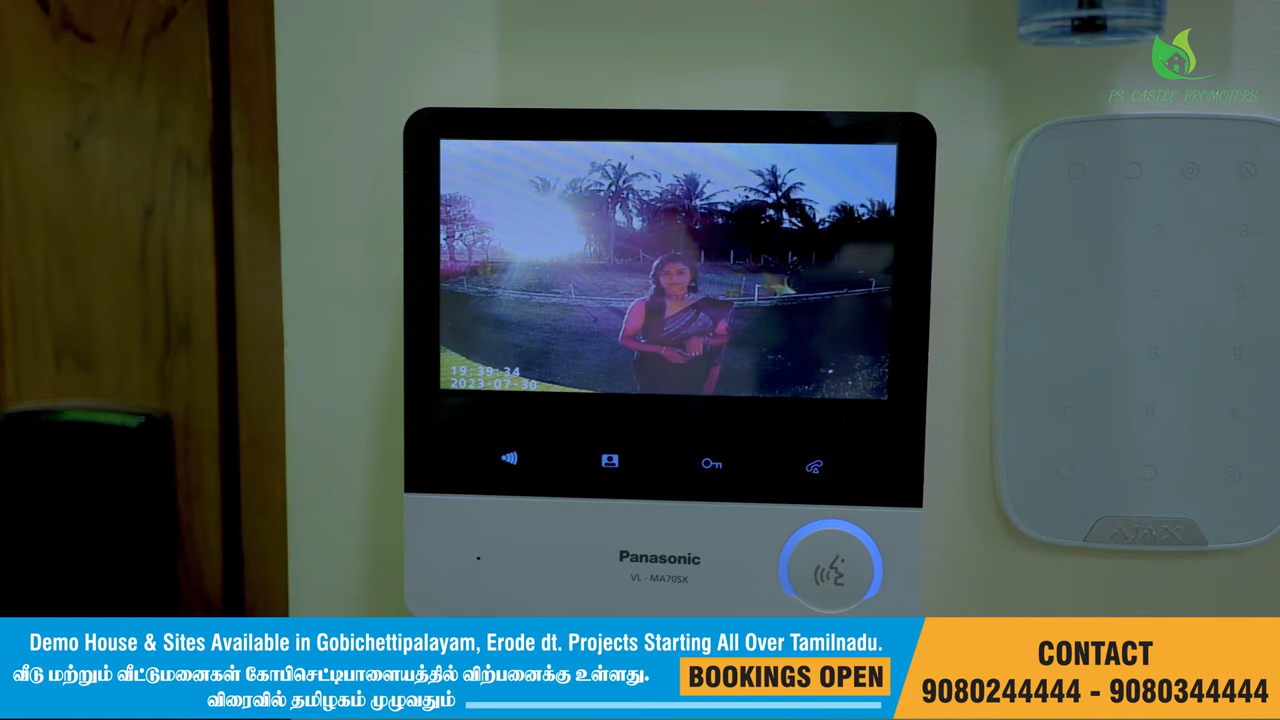 PS CASTLE PROMOTERS
19:39:34
2023-07-30
Panasonic
VL - MA70SX
AJAX
Demo House & Sites Available in Gobichettipalayam, Erode dt. Projects Starting All Over Tamilnadu.
வீடு மற்றும் வீட்டுமனைகள் கோபிசெட்டிபாளையத்தில் விற்பனைக்கு உள்ளது.
விரைவில் தமிழகம் முழுவதும்
BOOKINGS OPEN
CONTACT
9080244444 - 9080344444